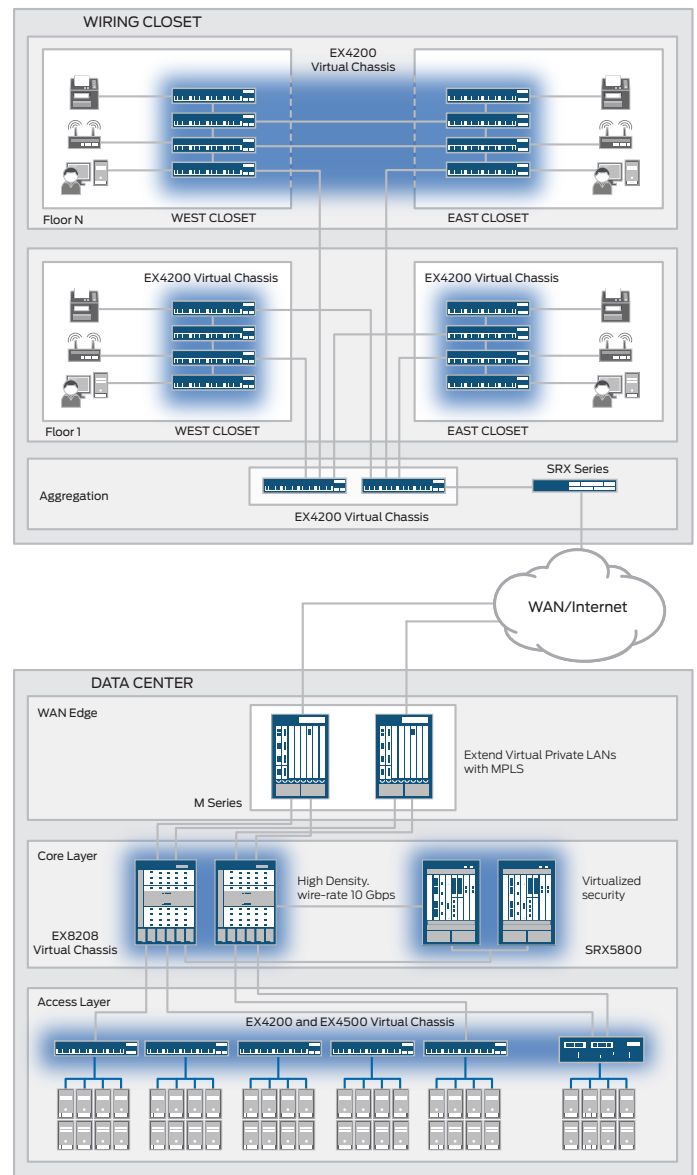 WIRING CLOSET
EX4200
Virtual Chassis
Floor N
WEST CLOSET
EAST CLOSET
EX4200 Virtual Chassis
EX4200 Virtual Chassis
Floor 1
WEST CLOSET
EAST CLOSET
Aggregation
SRX Series
EX4200 Virtual Chassis
WAN/Internet
DATA CENTER
WAN Edge
Extend Virtual Private LANs
with MPLS
M Series
Core Layer
High Density.
wire-rate 10 Gbps
Virtualized
security
EX8208
Virtual Chassis
SRX5800
Access Layer
EX4200 and EX4500 Virtual Chassis